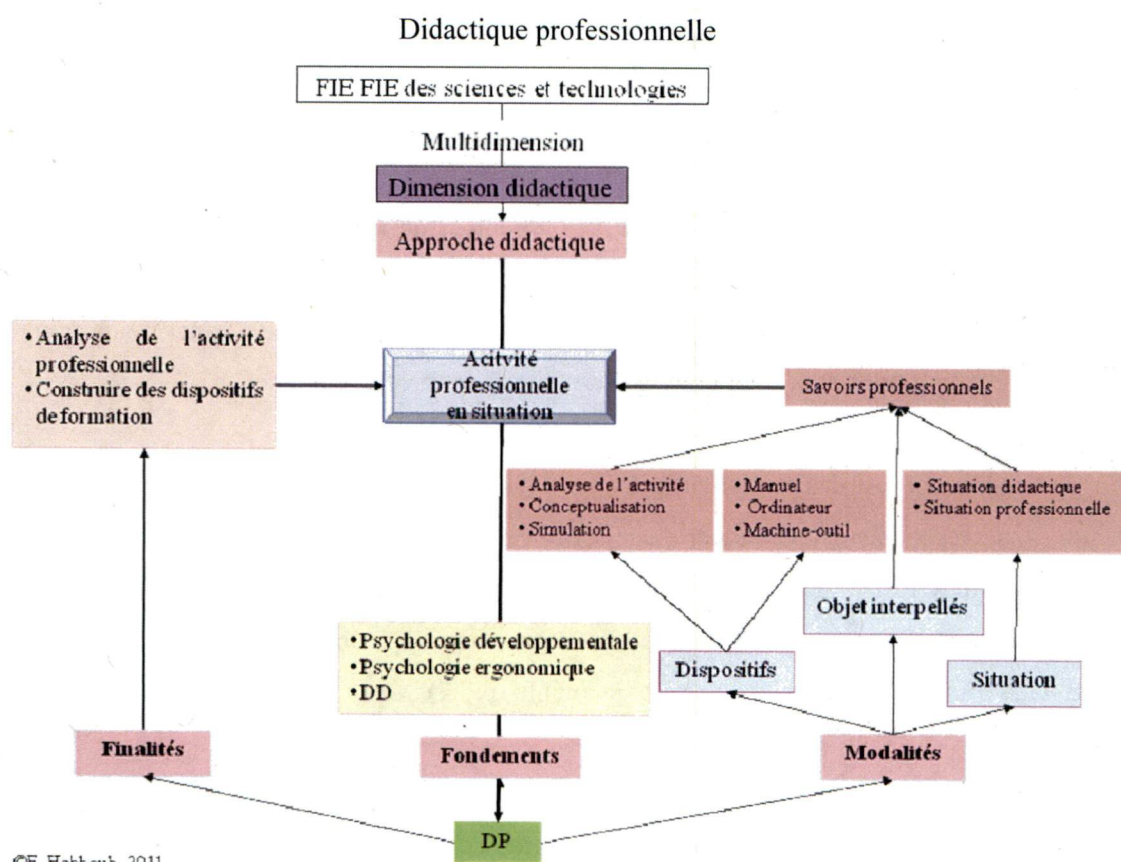 Didactique professionnelle
FIE FIE des sciences et technologies
Multidimension
Dimension didactique
Approche didactique
• Analyse de l'activité
professionnelle
• Construire des dispositifs
de formation
Acitvité
professionnelle
en situation
Savoirs professionnels
• Analyse de l'activité
• Conceptualisation
• Simulation
• Manuel
• Ordinateur
• Machine-outil
• Situation didactique
• Situation professionnelle
Objet interpellés
• Psychologie développementale
• Psychologie ergonomique
• DD
Dispositifs
Situation
Finalités
Fondements
Modalités
DP
2011